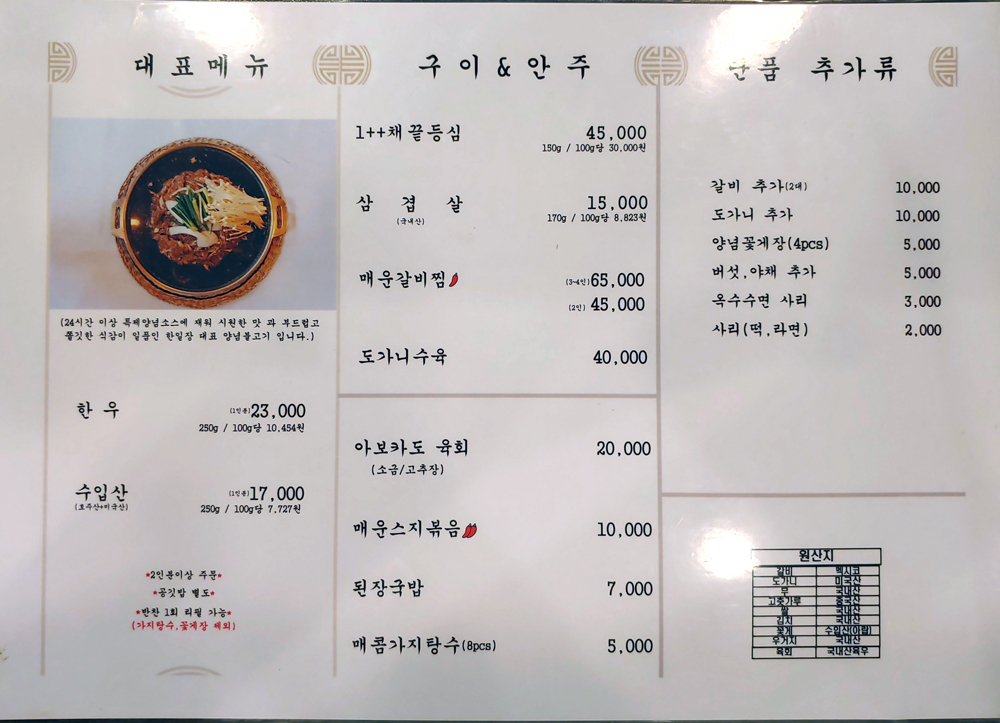 대표메뉴
(24시간 이상 특제양념소스에 재워 시원한 맛 과 부드럽고
쫄깃한 식감이 일품인 한일장 대표 양념불고기 입니다.)
한 우 (1인분)23,000
250g / 100g당 10,454원
수입산 (1인분)17,000
(호주산+미국산) 250g / 100g당 7,727원
*2인분이상 주문*
*공깃밥 별도*
*반찬 1회 리필 가능*
(가지탕수,꽃게장 제외)
구이&안주
1++채끝등심 45,000
150g / 100g당 30,000원
삼 겹 살 15,000
(국내산) 170g / 100g당 8,823원
매운갈비찜 (3~4인)65,000
(2인) 45,000
도가니수육 40,000
아보카도 육회 20,000
(소금/고추장)
매운스지볶음 10,000
된장국밥 7,000
매콤가지탕수(8pcs) 5,000
단품 추가류
갈비 추가(2대) 10,000
도가니 추가 10,000
양념꽃게장(4pcs) 5,000
버섯,야채 추가 5,000
옥수수면 사리 3,000
사리(떡,라면) 2,000
원산지
갈비 멕시코
도가니 미국산
무 국내산
고춧가루 중국산
쌀 국내산
김치 국내산
꽃게 수입산(아랍)
우거지 국내산
육회 국내산육우